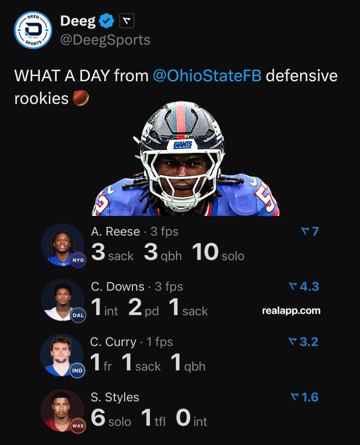 DEEG
SPORTS
Deeg
@DeegSports
WHAT A DAY from @OhioStateFB defensive
rookies 🏈
GIANTS
A. Reese · 3 fps
7
3 sack 3 qbh 10 solo
NYG
C. Downs · 3 fps
4.3
1 int 2 pd 1 sack
realapp.com
DAL
C. Curry · 1 fps
3.2
1 fr 1 sack 1 qbh
IND
S. Styles
1.6
6 solo 1 tfl 0 int
WAS